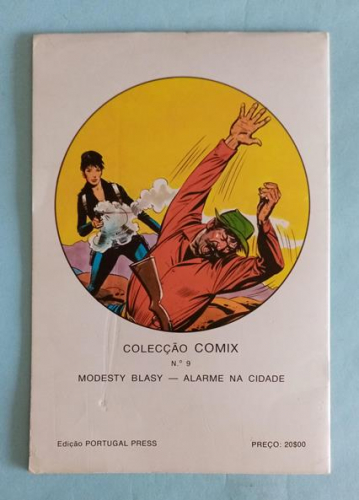 COLECÇÃO COMIX
N.º 9
MODESTY BLASY — ALARME NA CIDADE
Edição PORTUGAL PRESS PREÇO: 20$00